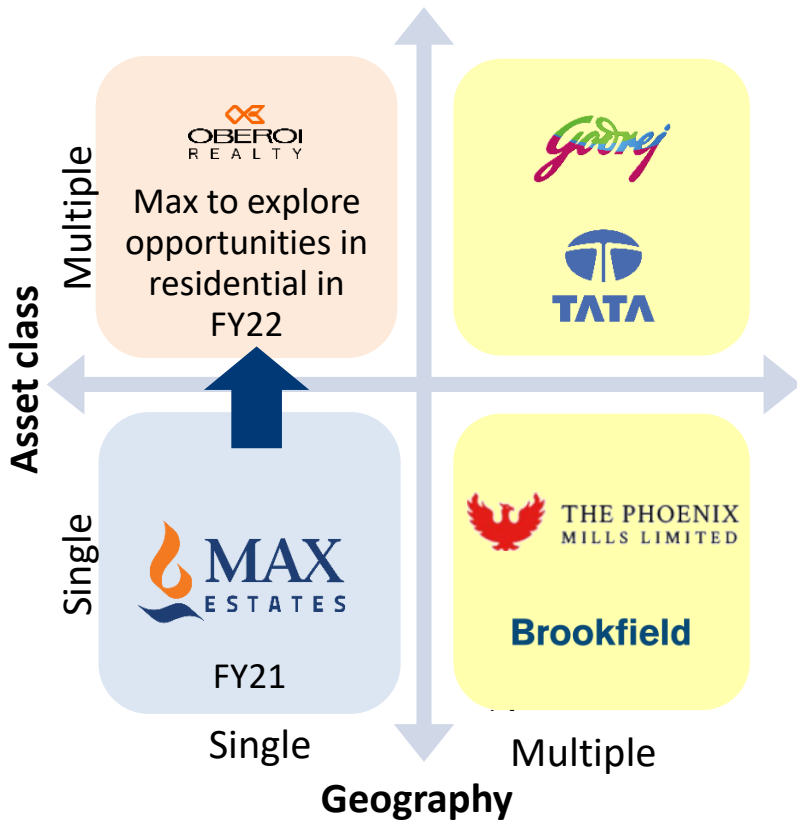 Asset class
Multiple
Single
OBEROI
REALTY
Max to explore
opportunities in
residential in
FY22
Godrej
TATA
MAX
ESTATES
FY21
THE PHOENIX
MILLS LIMITED
Brookfield
Single
Multiple
Geography